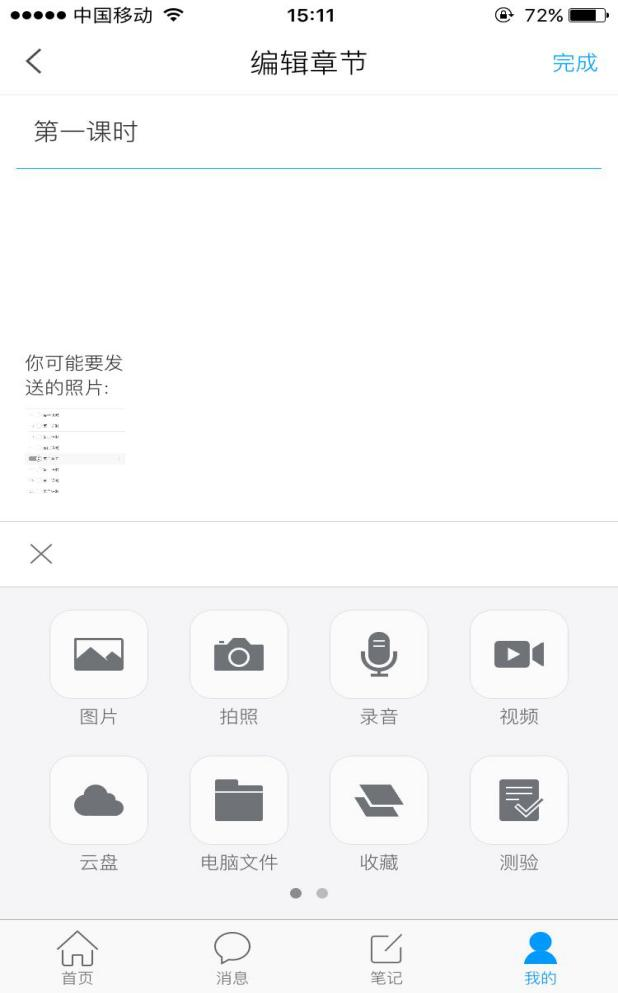 中国移动 15:11 72%
编辑章节 完成
第一课时
你可能要发
送的照片:
图片 拍照 录音 视频
云盘 电脑文件 收藏 测验
首页 消息 笔记 我的